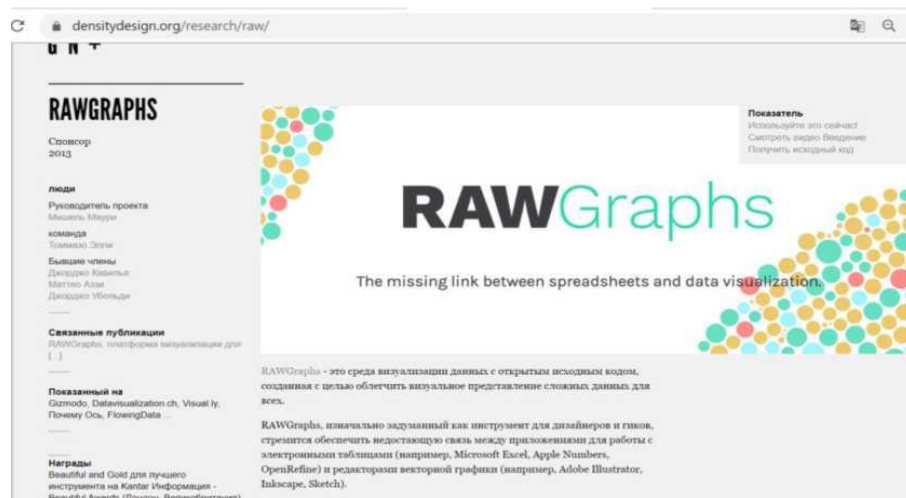 densitydesign.org/research/raw/
G N +
RAWGRAPHS
Спонсор
2013
люди
Руководитель проекта
Мишель Маури
команда
Томмазо Элли
Бывшие члены
Джорджо Кавилья
Маттео Аззи
Джорджо Убольди
Связанные публикации
RAWGraphs, платформа визуализации для
[...]
Показанный на
Gizmodo, Datavisualization.ch, Visual.ly,
Почему Ось, FlowingData ...
Награды
Beautiful and Gold для лучшего
инструмента на Kantar Информация -
Beautiful Awards (Лондон, Великобритания)
Показатель
Используйте это сейчас!
Смотреть видео Введение
Получить исходный код
RAWGraphs
The missing link between spreadsheets and data visualization.
RAWGraphs - это среда визуализации данных с открытым исходным кодом,
созданная с целью облегчить визуальное представление сложных данных для
всех.
RAWGraphs, изначально задуманный как инструмент для дизайнеров и гиков,
стремится обеспечить недостающую связь между приложениями для работы с
электронными таблицами (например, Microsoft Excel, Apple Numbers,
OpenRefine) и редакторами векторной графики (например, Adobe Illustrator,
Inkscape, Sketch).